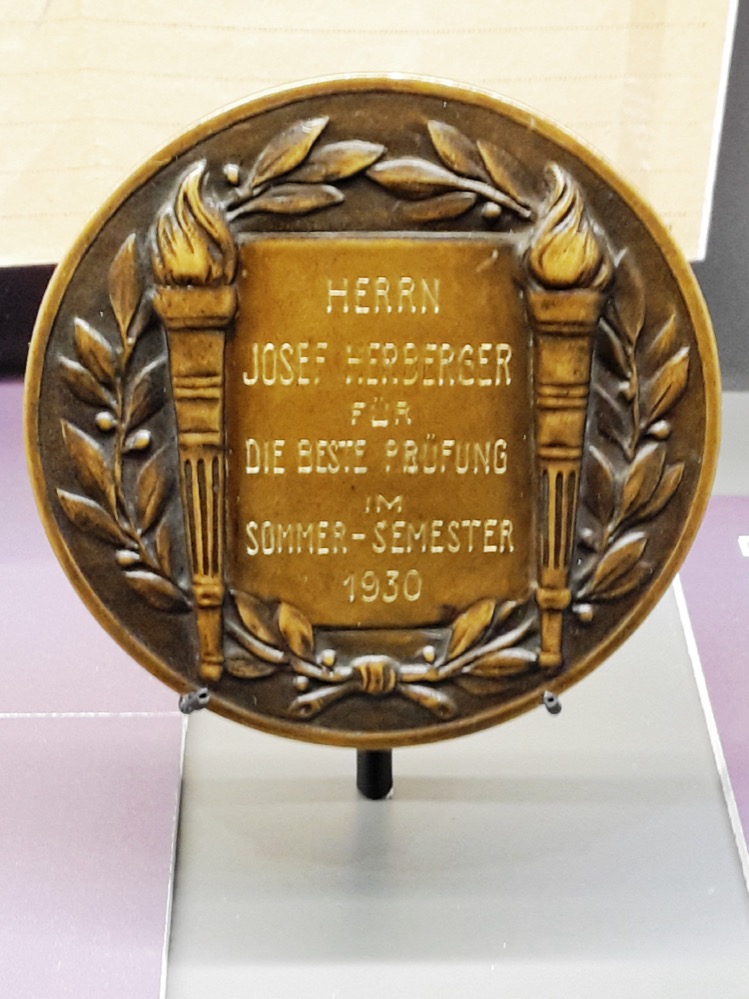 HERRN
JOSEF HERBERGER
FÜR
DIE BESTE PRÜFUNG
IM
SOMMER-SEMESTER
1930